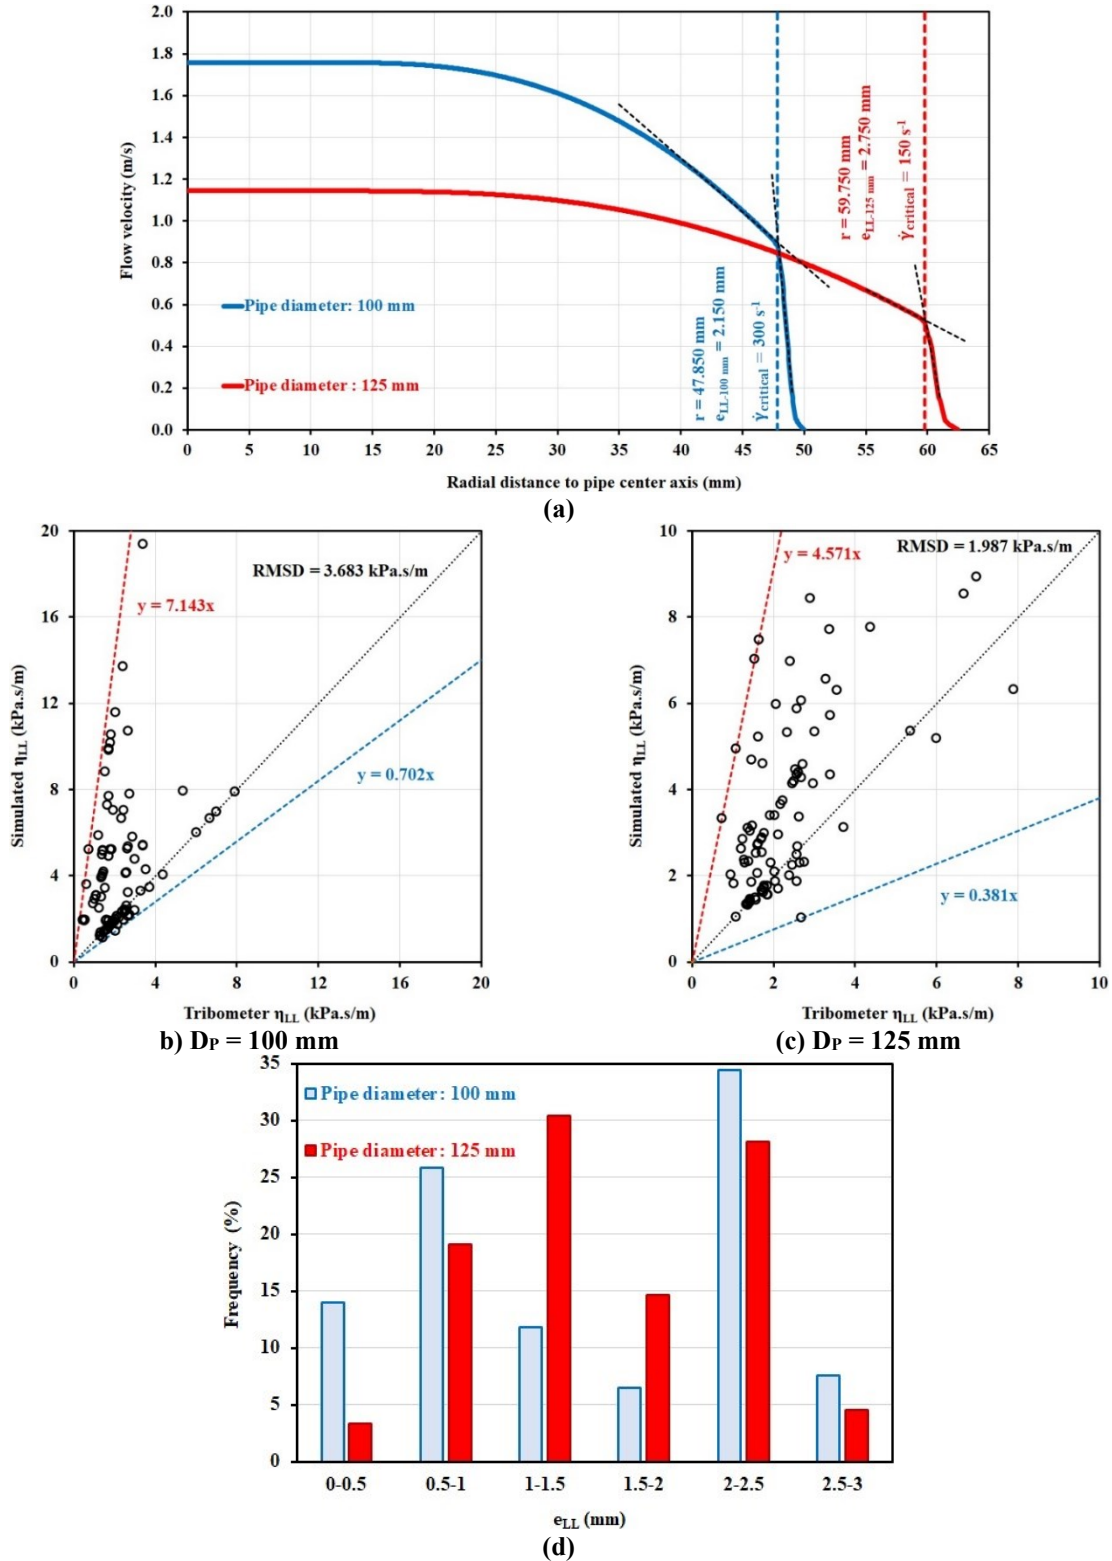 2.0
1.8
1.6
1.4
1.2
1.0
0.8
0.6
0.4
0.2
0.0
Flow velocity (m/s)
Pipe diameter: 100 mm
Pipe diameter : 125 mm
r = 47.850 mm
eLL-100 mm = 2.150 mm
γ̇critical = 300 s-1
r = 59.750 mm
eLL-125 mm = 2.750 mm
γ̇critical = 150 s-1
0 5 10 15 20 25 30 35 40 45 50 55 60 65
Radial distance to pipe center axis (mm)
(a)
20
16
12
8
4
0
Simulated ηLL (kPa.s/m)
RMSD = 3.683 kPa.s/m
y = 7.143x
y = 0.702x
0 4 8 12 16 20
Tribometer ηLL (kPa.s/m)
b) DP = 100 mm
10
8
6
4
2
0
Simulated ηLL (kPa.s/m)
RMSD = 1.987 kPa.s/m
y = 4.571x
y = 0.381x
0 2 4 6 8 10
Tribometer ηLL (kPa.s/m)
(c) DP = 125 mm
35
30
25
20
15
10
5
0
Frequency (%)
Pipe diameter: 100 mm
Pipe diameter: 125 mm
0-0.5 0.5-1 1-1.5 1.5-2 2-2.5 2.5-3
eLL (mm)
(d)